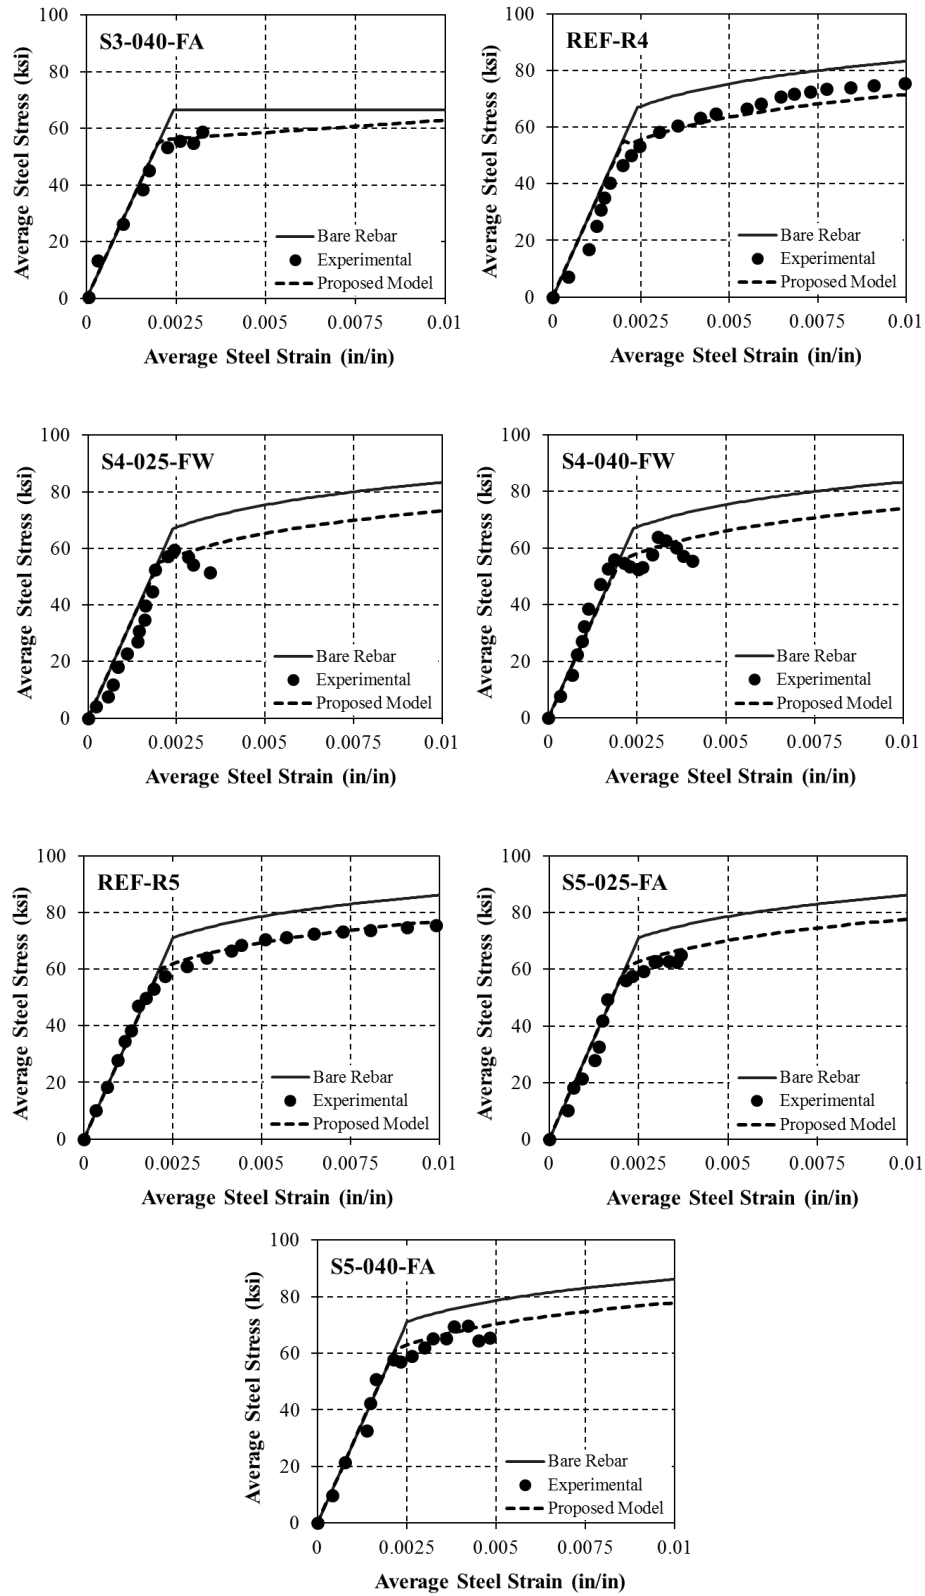 S3-040-FA
Average Steel Stress (ksi)
100
80
60
40
20
0
Bare Rebar
Experimental
Proposed Model
0 0.0025 0.005 0.0075 0.01
Average Steel Strain (in/in)
REF-R4
Average Steel Stress (ksi)
100
80
60
40
20
0
Bare Rebar
Experimental
Proposed Model
0 0.0025 0.005 0.0075 0.01
Average Steel Strain (in/in)
S4-025-FW
Average Steel Stress (ksi)
100
80
60
40
20
0
Bare Rebar
Experimental
Proposed Model
0 0.0025 0.005 0.0075 0.01
Average Steel Strain (in/in)
S4-040-FW
Average Steel Stress (ksi)
100
80
60
40
20
0
Bare Rebar
Experimental
Proposed Model
0 0.0025 0.005 0.0075 0.01
Average Steel Strain (in/in)
REF-R5
Average Steel Stress (ksi)
100
80
60
40
20
0
Bare Rebar
Experimental
Proposed Model
0 0.0025 0.005 0.0075 0.01
Average Steel Strain (in/in)
S5-025-FA
Average Steel Stress (ksi)
100
80
60
40
20
0
Bare Rebar
Experimental
Proposed Model
0 0.0025 0.005 0.0075 0.01
Average Steel Strain (in/in)
S5-040-FA
Average Steel Stress (ksi)
100
80
60
40
20
0
Bare Rebar
Experimental
Proposed Model
0 0.0025 0.005 0.0075 0.01
Average Steel Strain (in/in)